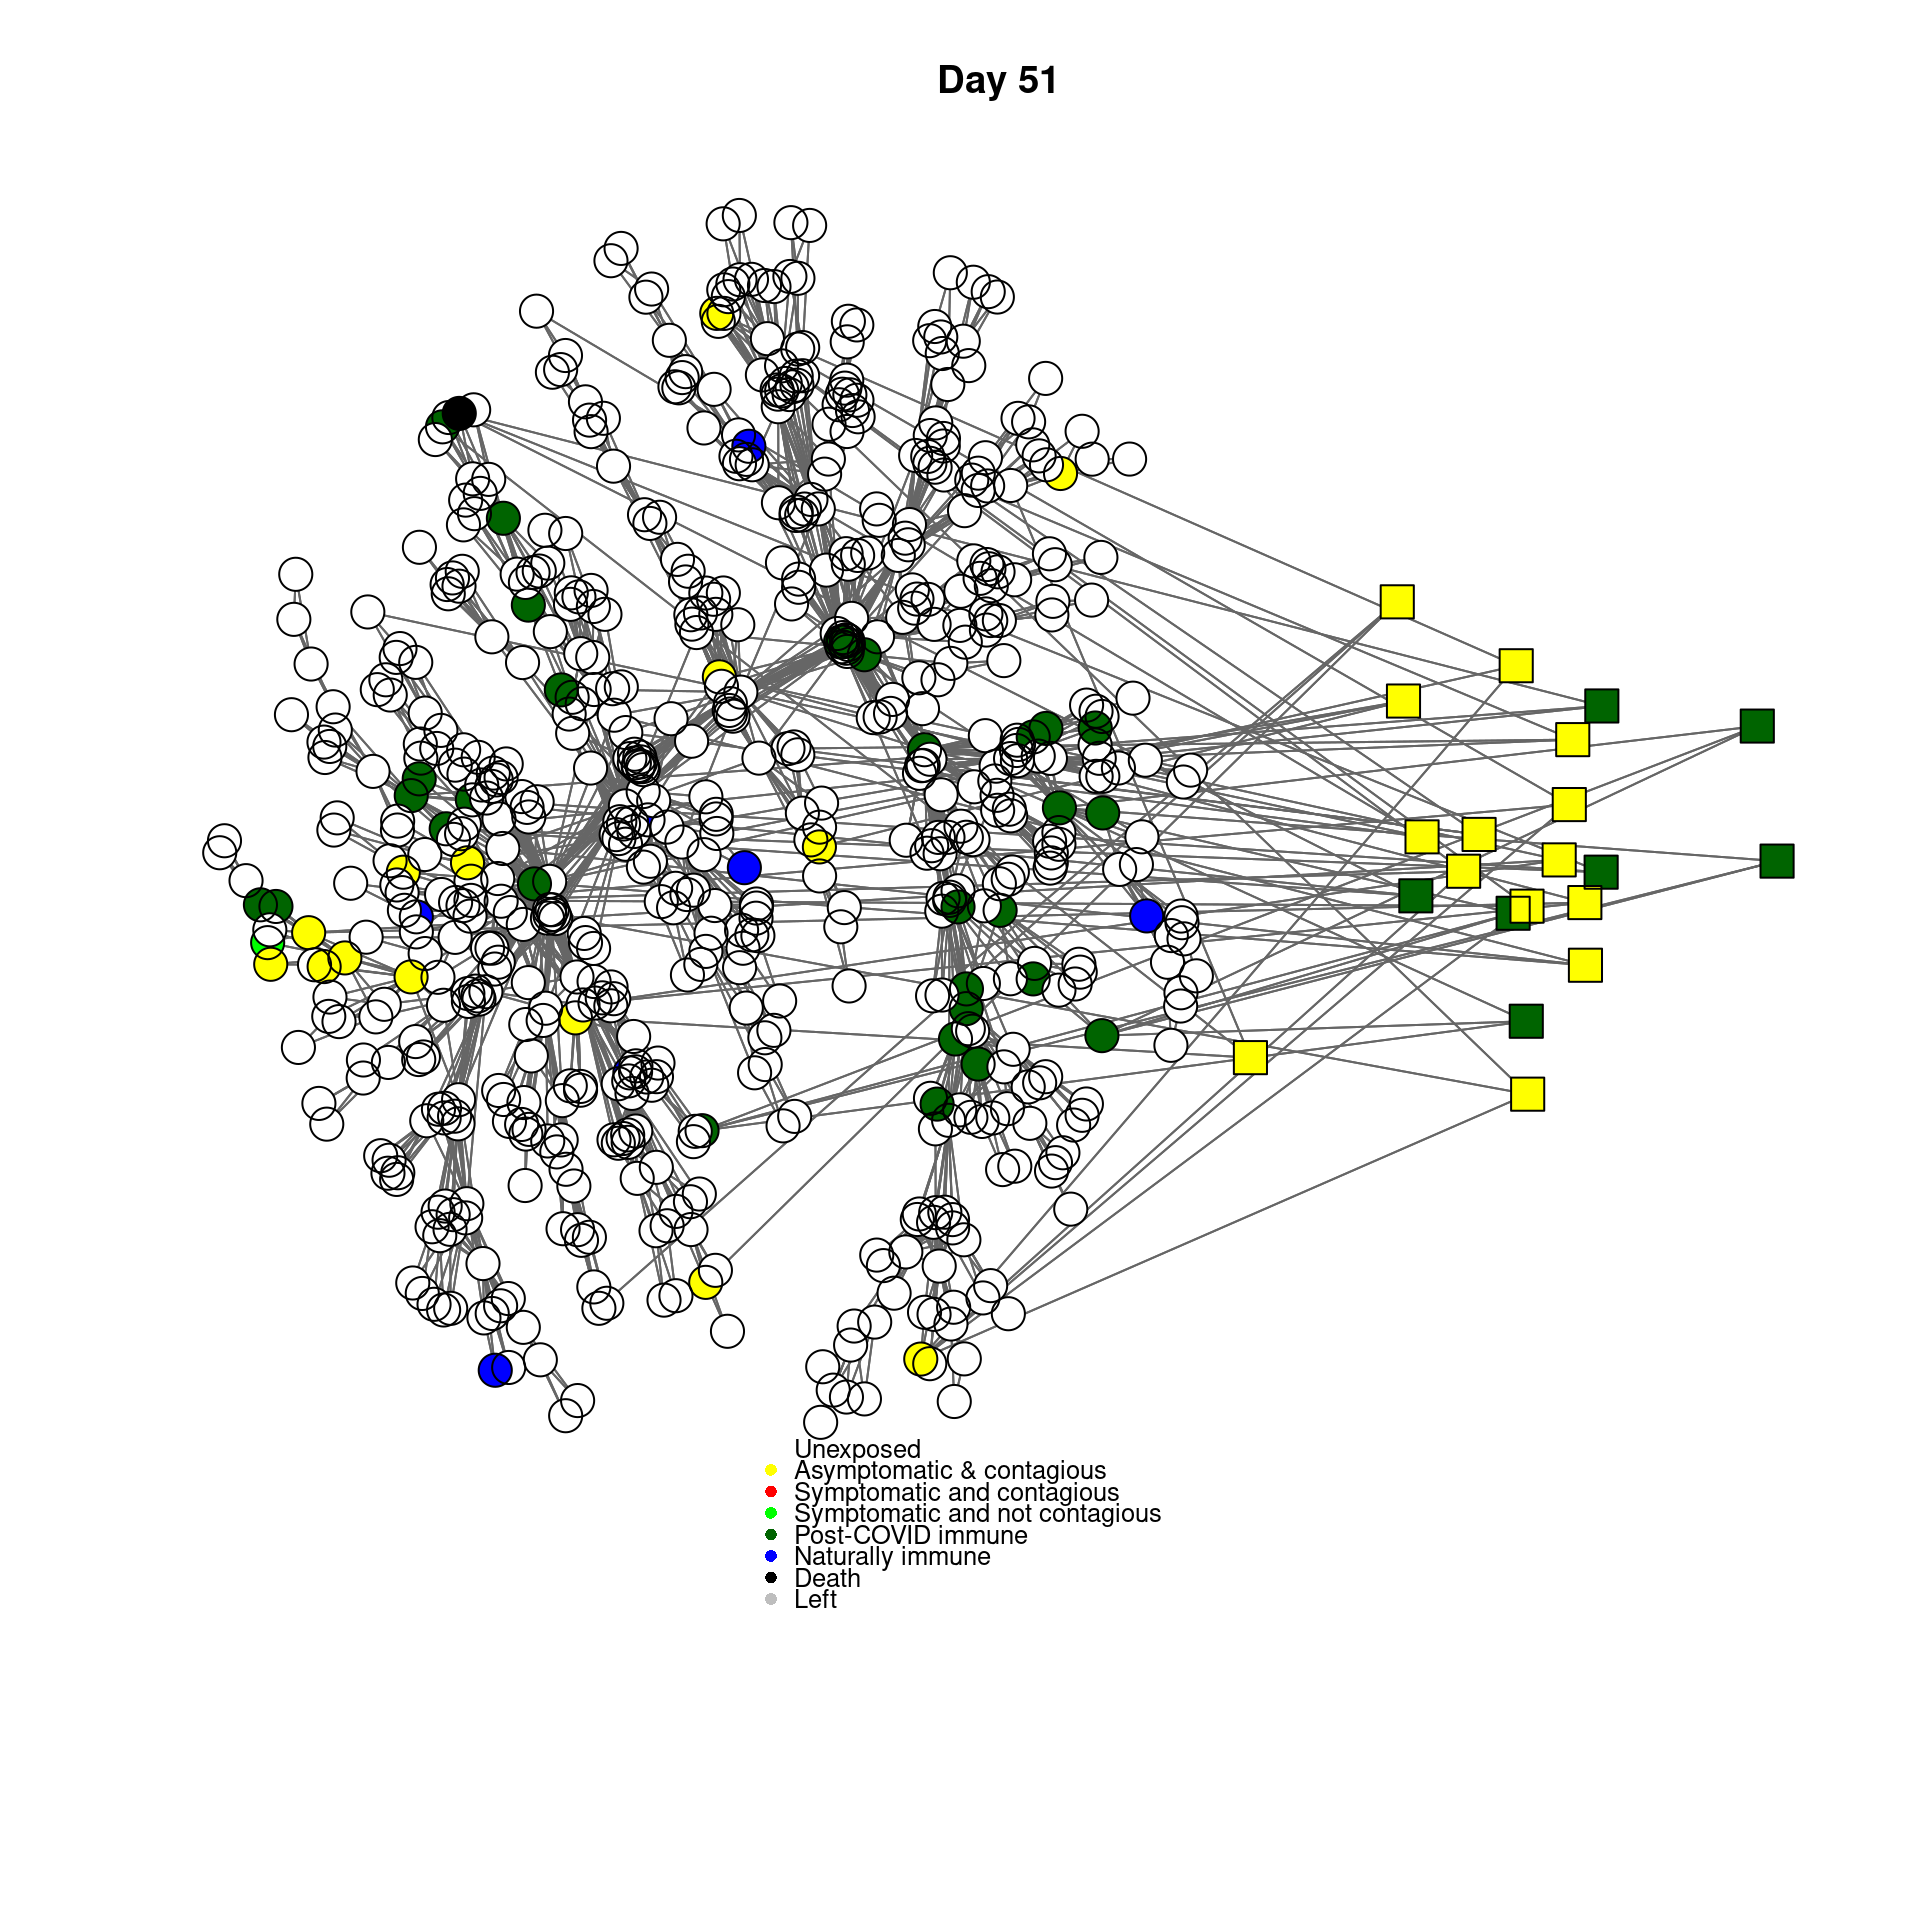 Day 51
Unexposed
Asymptomatic & contagious
Symptomatic and contagious
Symptomatic and not contagious
Post-COVID immune
Naturally immune
Death
Left